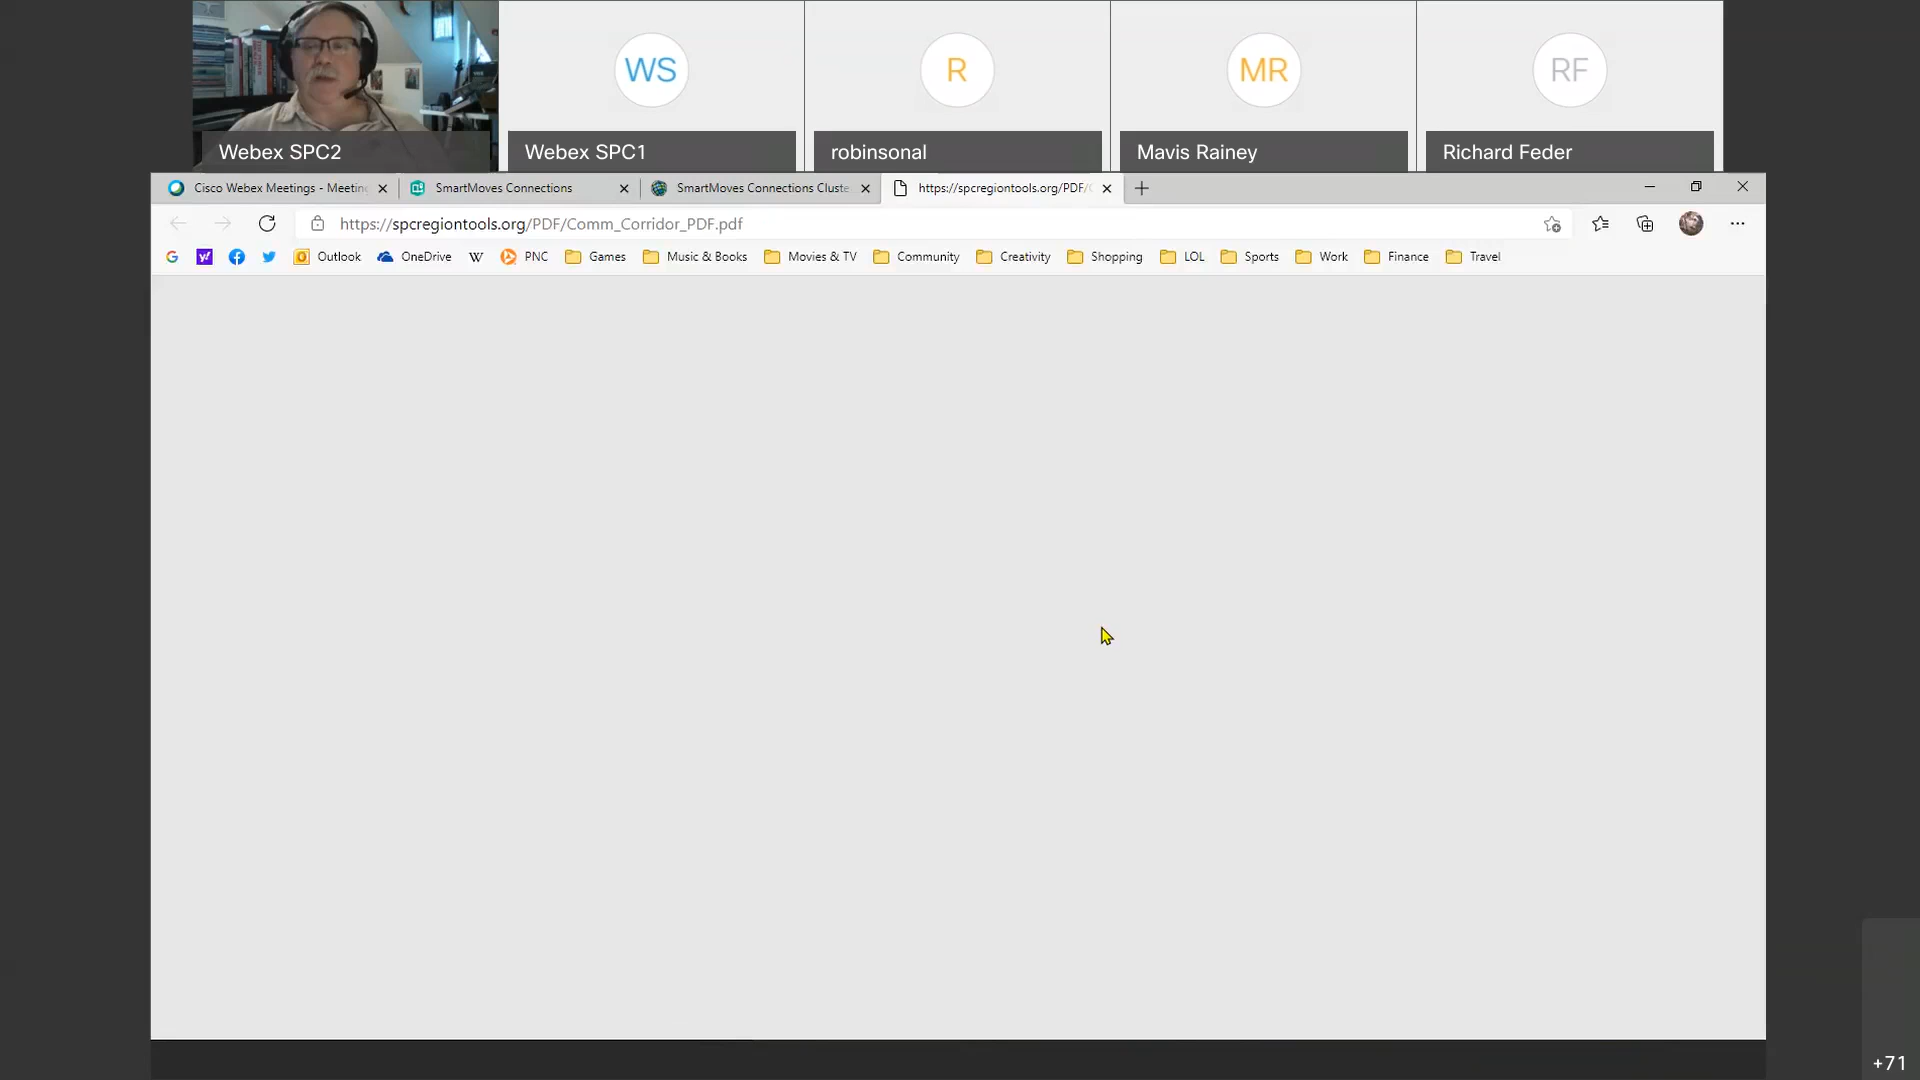 WS
R
MR
RF
Webex SPC2
Webex SPC1
robinsonal
Mavis Rainey
Richard Feder
Cisco Webex Meetings - Meetin
SmartMoves Connections
SmartMoves Connections Cluste
https://spcregiontools.org/PDF/C
https://spcregiontools.org/PDF/Comm_Corridor_PDF.pdf
G
y!
Outlook
OneDrive
W
PNC
Games
Music & Books
Movies & TV
Community
Creativity
Shopping
LOL
Sports
Work
Finance
Travel
+71